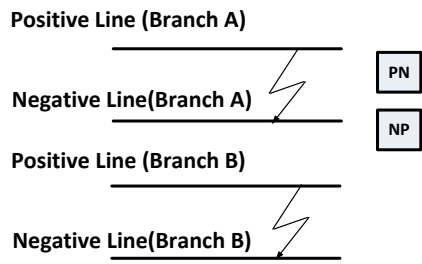 Positive Line (Branch A)
PN
Negative Line(Branch A)
NP
Positive Line (Branch B)
Negative Line(Branch B)